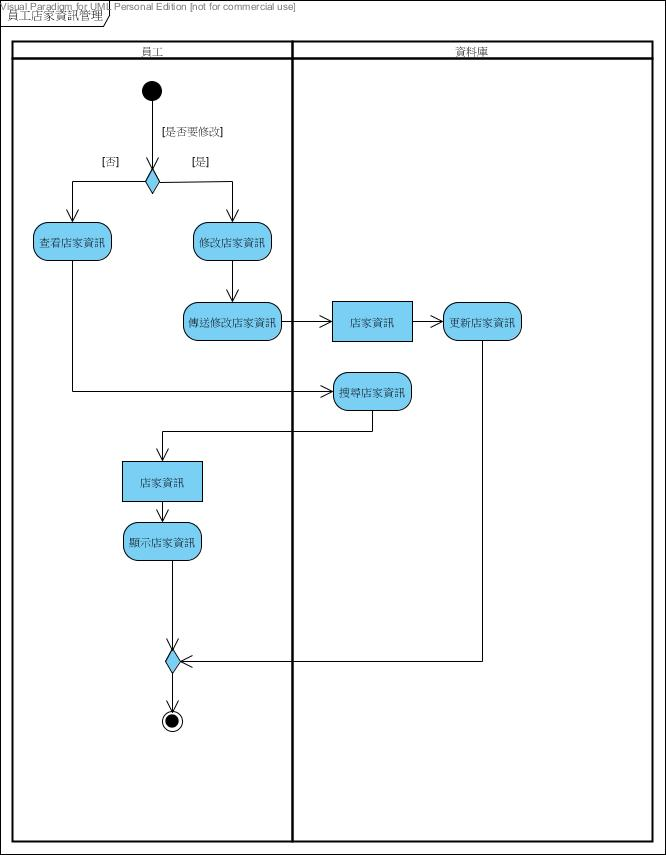 Visual Paradigm for UML Personal Edition [not for commercial use]
員工店家資訊管理
員工
資料庫
[是否要修改]
[否]
[是]
查看店家資訊
修改店家資訊
傳送修改店家資訊
店家資訊
更新店家資訊
搜尋店家資訊
店家資訊
顯示店家資訊